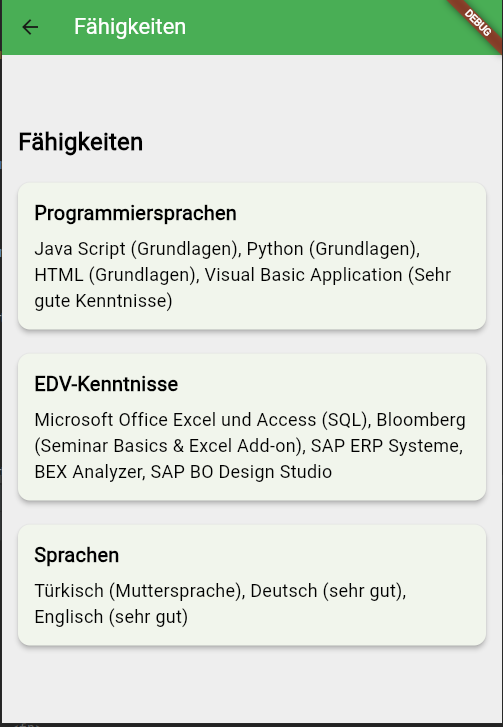 Fähigkeiten
DEBUG
Fähigkeiten
Programmiersprachen
Java Script (Grundlagen), Python (Grundlagen),
HTML (Grundlagen), Visual Basic Application (Sehr
gute Kenntnisse)
EDV-Kenntnisse
Microsoft Office Excel und Access (SQL), Bloomberg
(Seminar Basics & Excel Add-on), SAP ERP Systeme,
BEX Analyzer, SAP BO Design Studio
Sprachen
Türkisch (Muttersprache), Deutsch (sehr gut),
Englisch (sehr gut)